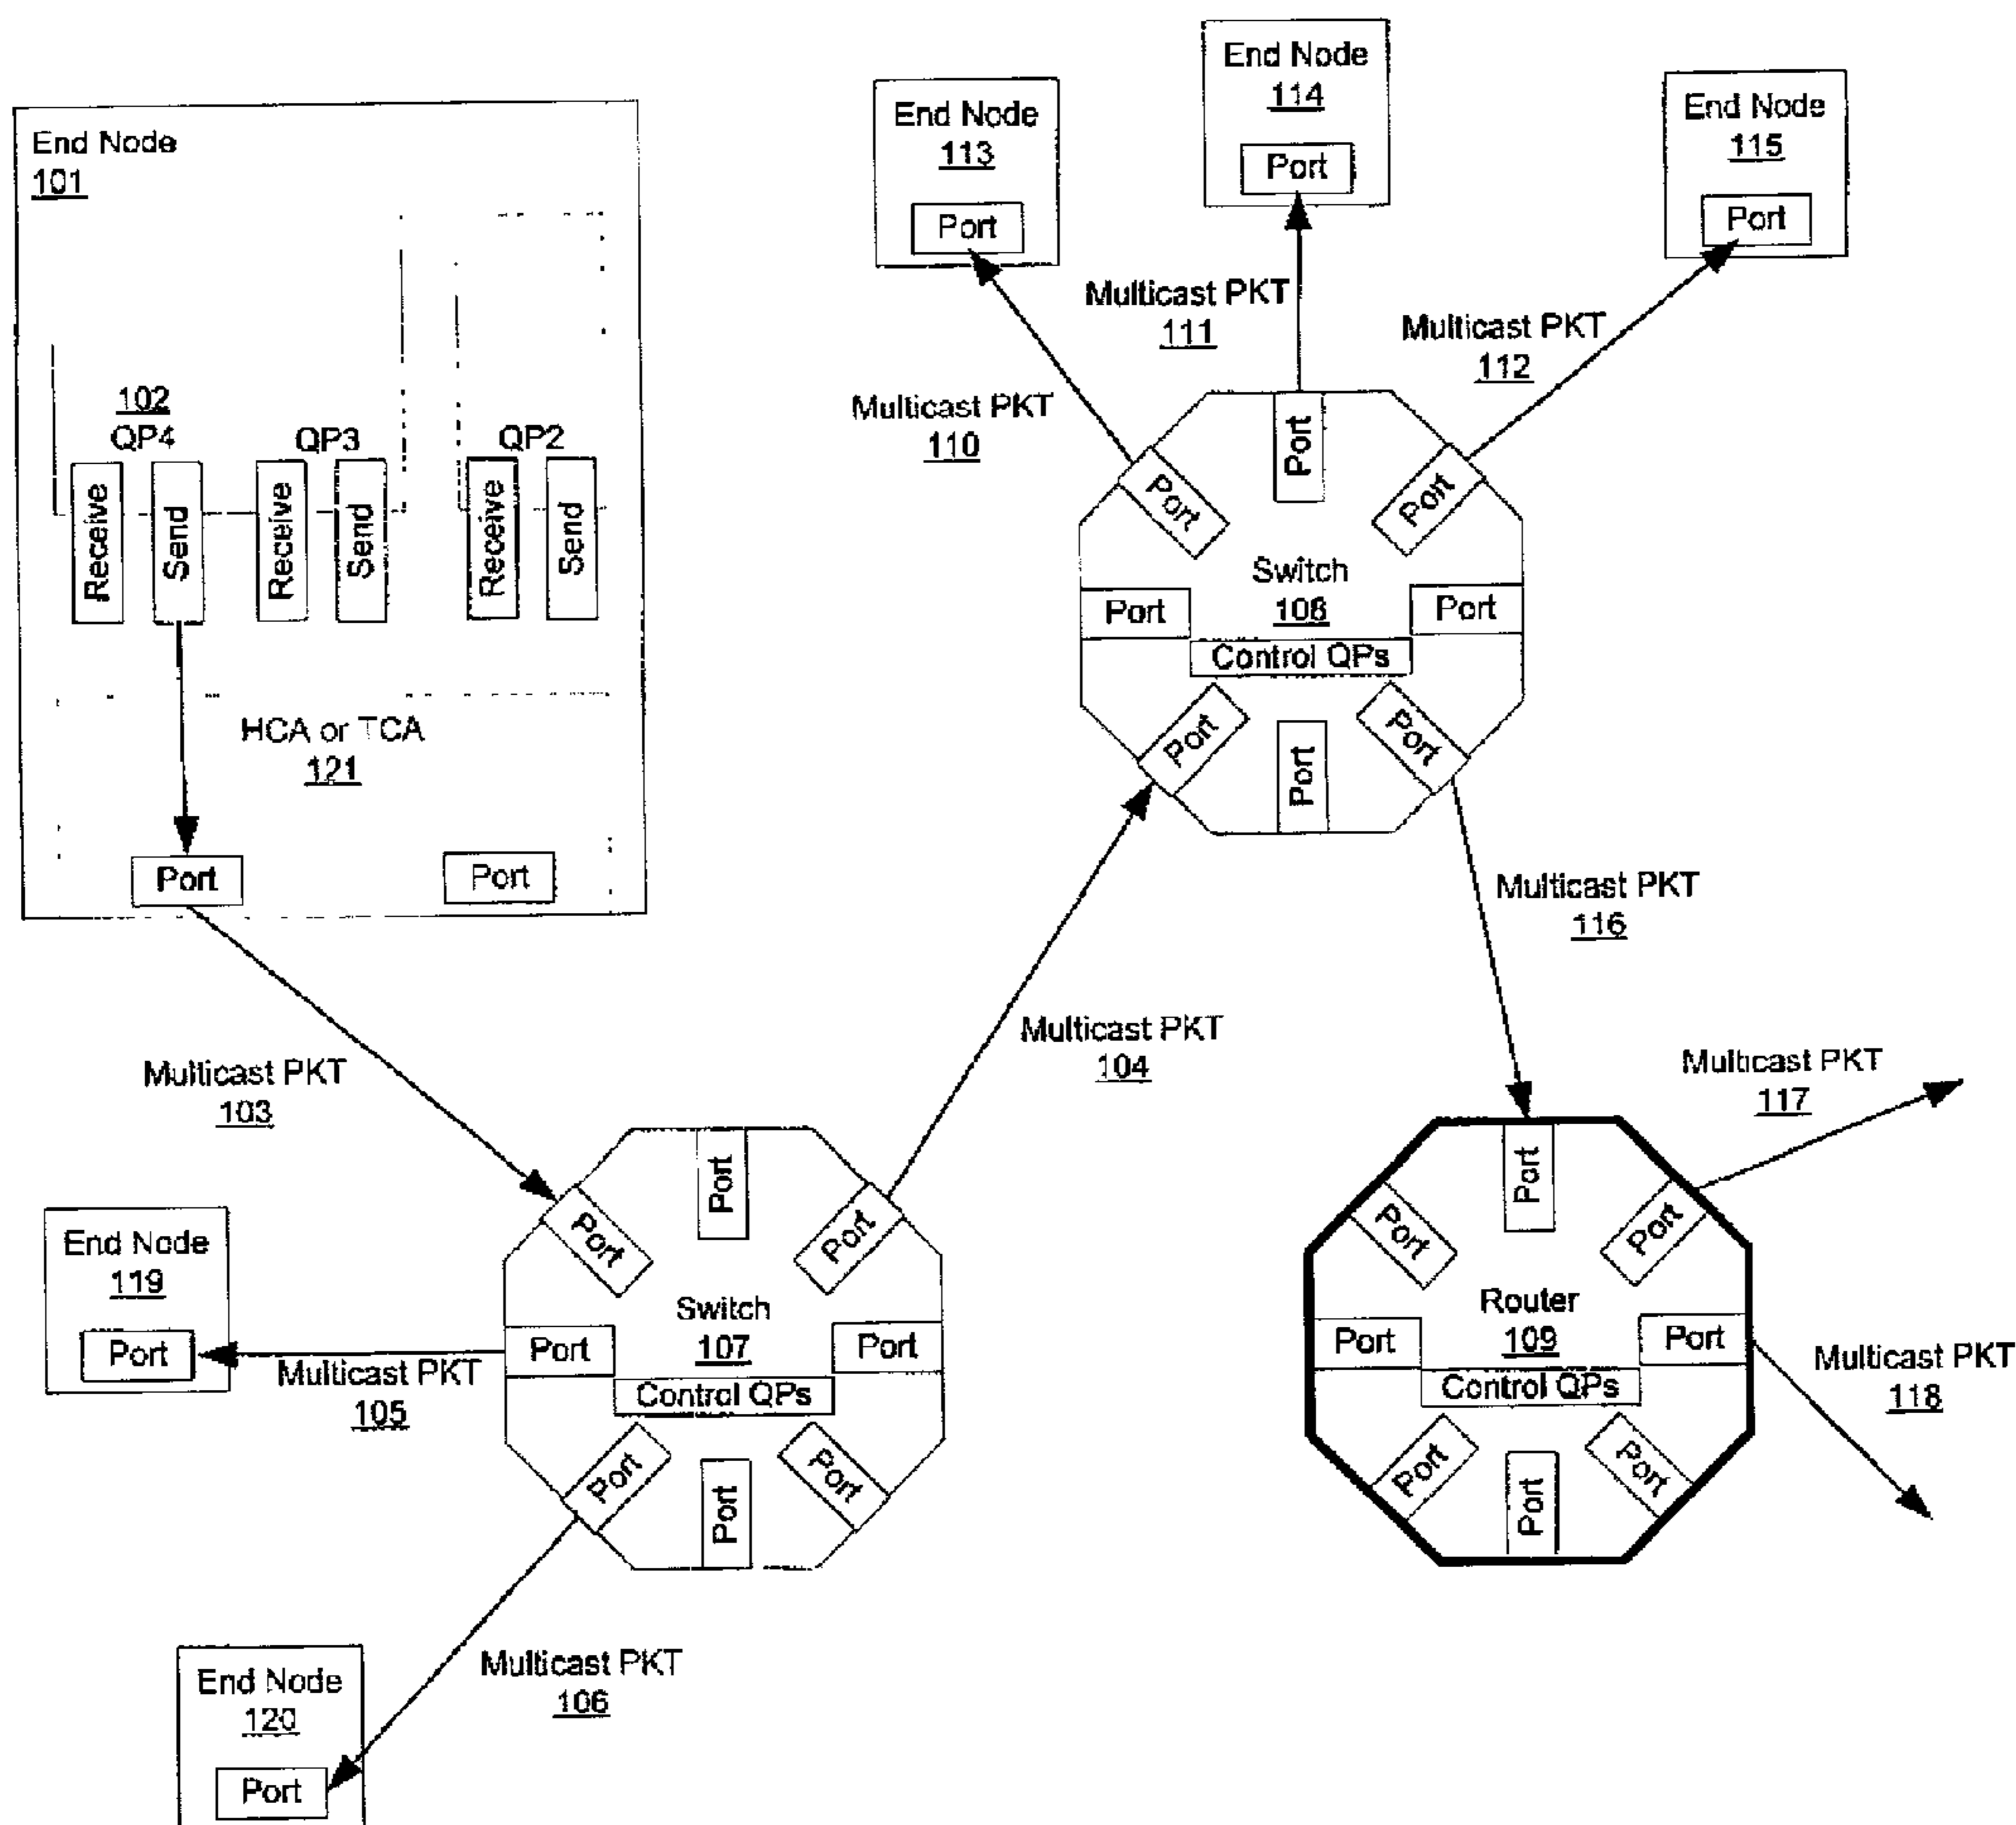 End Node
101
102
QP4
QP3
QP2
Receive
Send
Receive
Send
Receive
Send
HCA or TCA
121
Port
Port
End Node
113
Port
End Node
114
Port
End Node
115
Port
Multicast PKT
110
Multicast PKT
111
Multicast PKT
112
Port
Port
Port
Switch
108
Port
Port
Control QPs
Port
Port
Port
Multicast PKT
103
Multicast PKT
104
Multicast PKT
116
Multicast PKT
117
Multicast PKT
118
End Node
119
Port
Multicast PKT
105
Port
Port
Port
Switch
107
Port
Port
Control QPs
Port
Port
Port
Port
Port
Port
Router
109
Port
Port
Control QPs
Port
Port
Port
Multicast PKT
106
End Node
120
Port